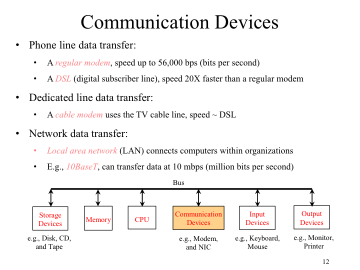 Communication Devices
• Phone line data transfer:
• A regular modem, speed up to 56,000 bps (bits per second)
• A DSL (digital subscriber line), speed 20X faster than a regular modem
• Dedicated line data transfer:
• A cable modem uses the TV cable line, speed ~ DSL
• Network data transfer:
• Local area network (LAN) connects computers within organizations
• E.g., 10BaseT, can transfer data at 10 mbps (million bits per second)
Bus
Storage Devices
Memory
CPU
Communication Devices
Input Devices
Output Devices
e.g., Disk, CD, and Tape
e.g., Modem, and NIC
e.g., Keyboard, Mouse
e.g., Monitor, Printer
12